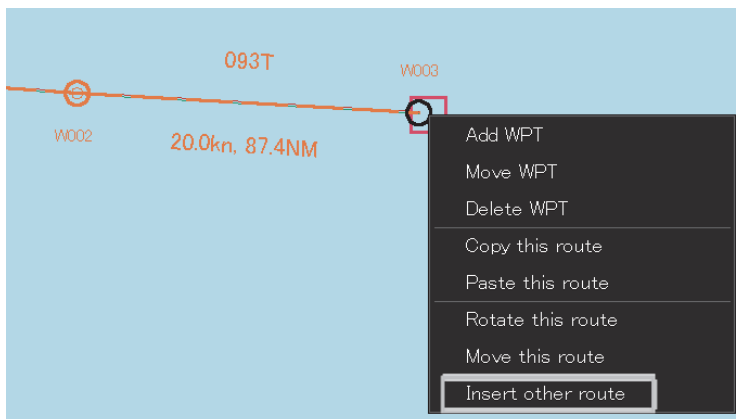 093T
W003
W002
20.0kn, 87.4NM
Add WPT
Move WPT
Delete WPT
Copy this route
Paste this route
Rotate this route
Move this route
Insert other route